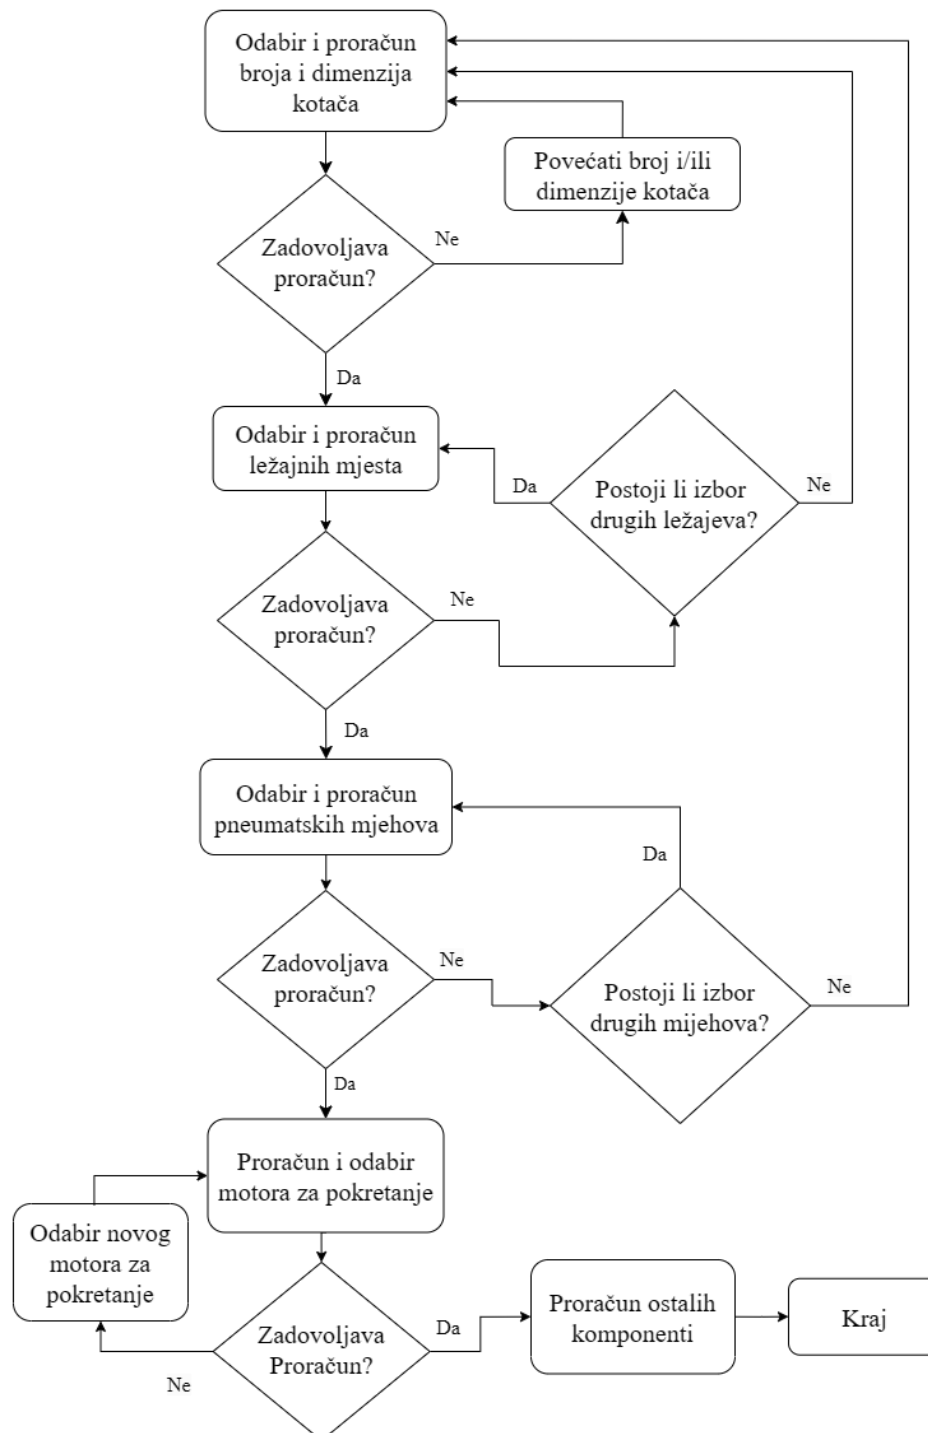 Odabir i proračun
broja i dimenzija
kotača
Povećati broj i/ili
dimenzije kotača
Zadovoljava
proračun?
Ne
Da
Odabir i proračun
ležajnih mjesta
Da
Postoji li izbor
drugih ležajeva?
Ne
Zadovoljava
proračun?
Ne
Da
Odabir i proračun
pneumatskih mjehova
Da
Zadovoljava
proračun?
Ne
Postoji li izbor
drugih mijehova?
Ne
Da
Proračun i odabir
motora za pokretanje
Odabir novog
motora za
pokretanje
Zadovoljava
Proračun?
Ne
Da
Proračun ostalih
komponenti
Kraj